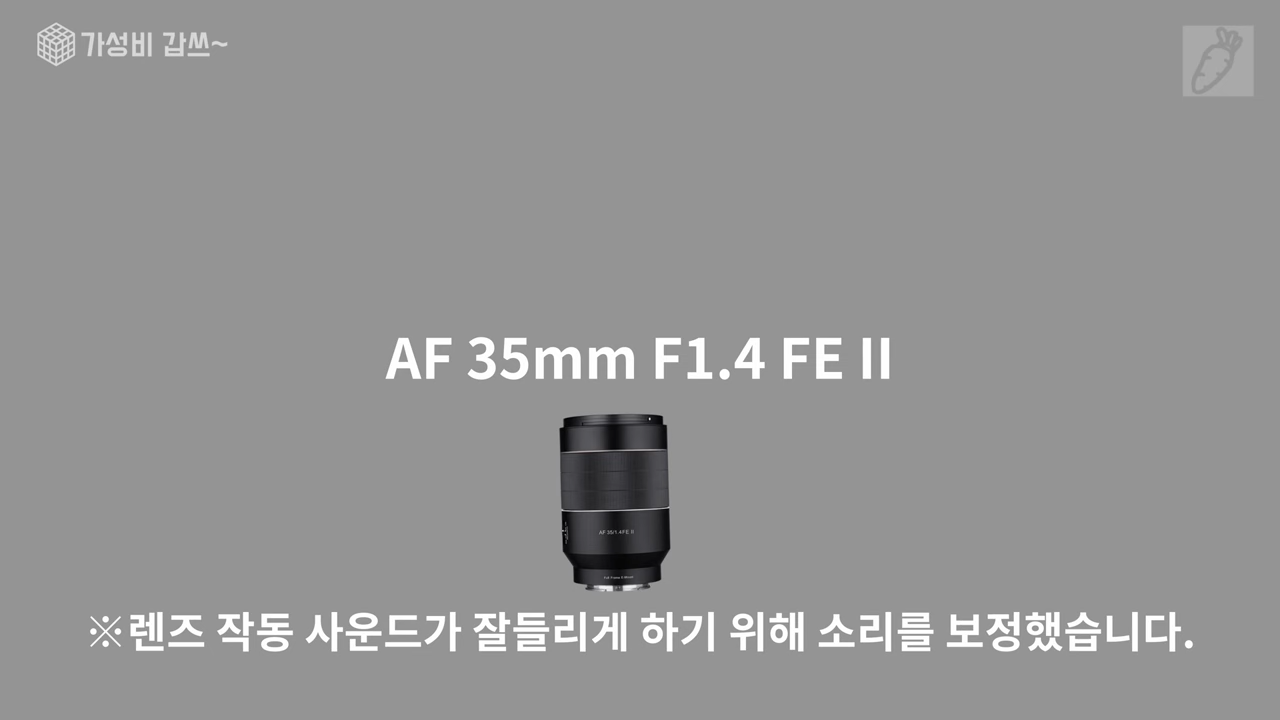 가성비 갑쓰~
AF 35mm F1.4 FE II
AF 35/1.4 FE II
※렌즈 작동 사운드가 잘들리게 하기 위해 소리를 보정했습니다.